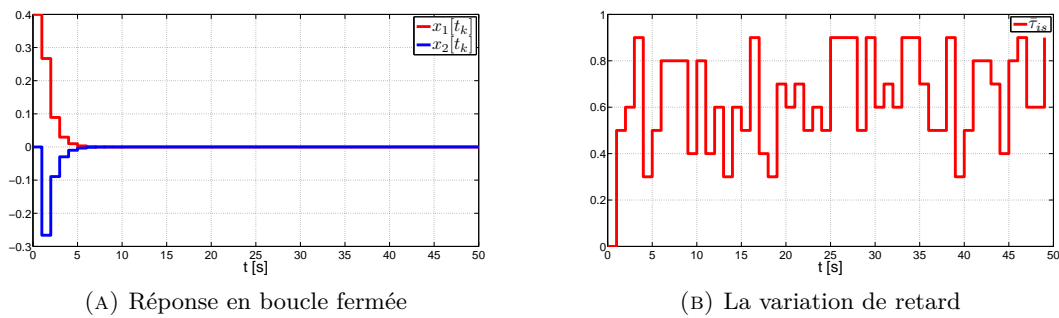 0.4
0.3
0.2
0.1
0
−0.1
−0.2
−0.3
0 5 10 15 20 25 30 35 40 45 50
t [s]
x₁[tₖ]
x₂[tₖ]
(A) Réponse en boucle fermée
1
0.8
0.6
0.4
0.2
0
0 5 10 15 20 25 30 35 40 45 50
t [s]
τ̄ᵢₛ
(B) La variation de retard